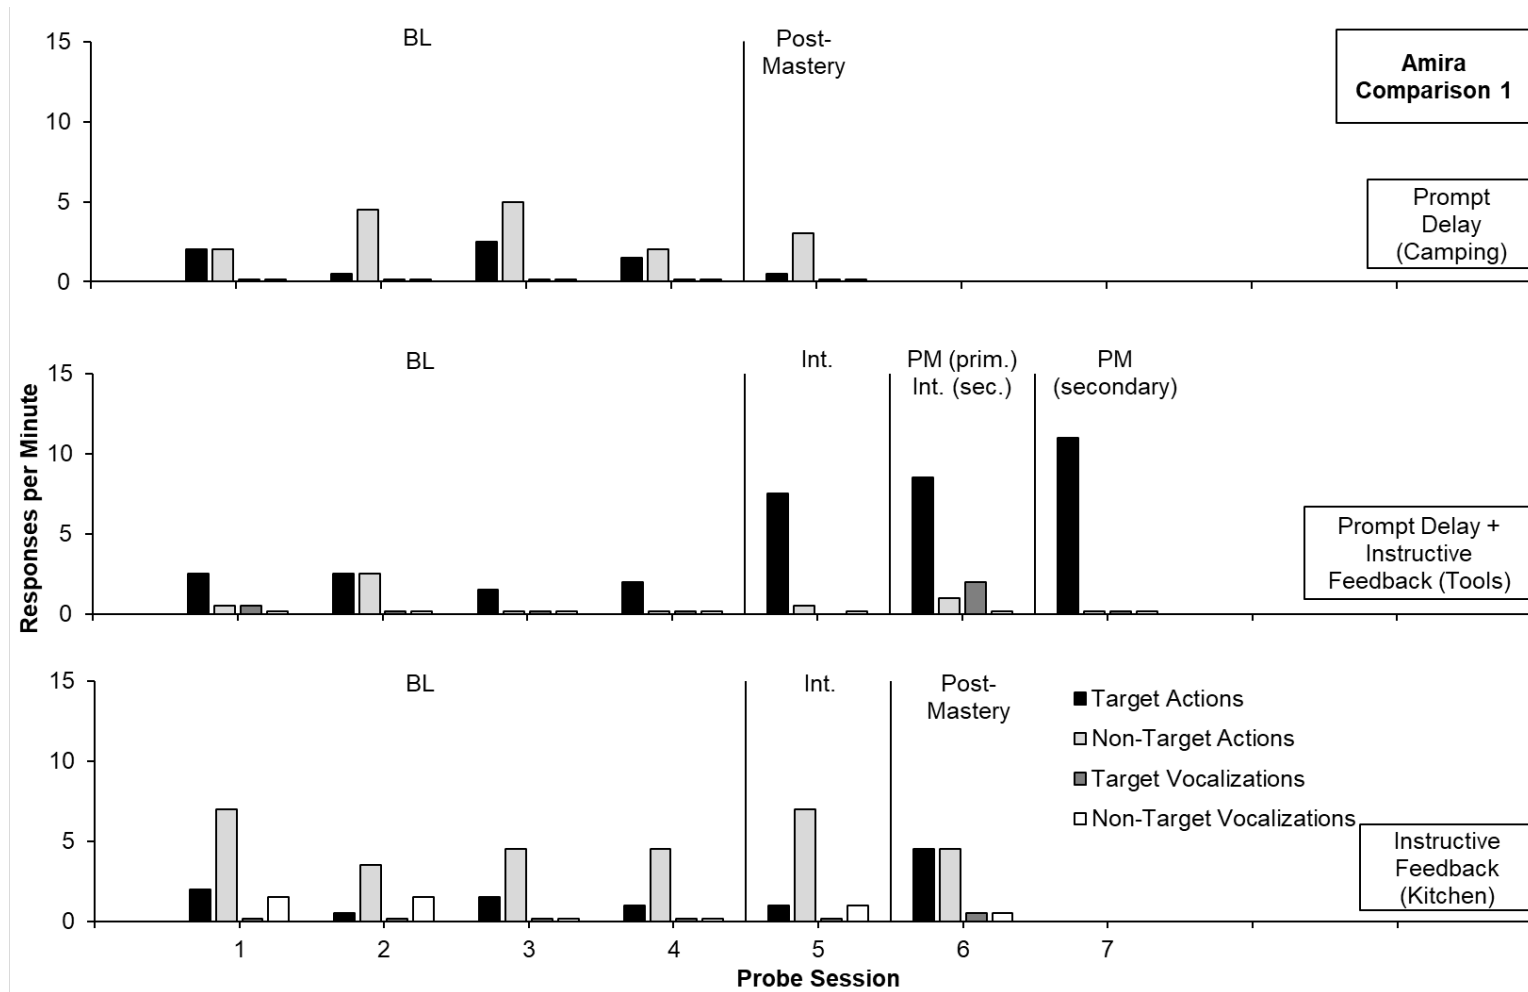 BL
Post-
Mastery
Amira
Comparison 1
15
10
5
0
Prompt
Delay
(Camping)
Responses per Minute
BL
Int.
PM (prim.)
Int. (sec.)
PM
(secondary)
15
10
5
0
Prompt Delay +
Instructive
Feedback (Tools)
BL
Int.
Post-
Mastery
15
10
5
0
Target Actions
Non-Target Actions
Target Vocalizations
Non-Target Vocalizations
Instructive
Feedback
(Kitchen)
1 2 3 4 5 6 7
Probe Session